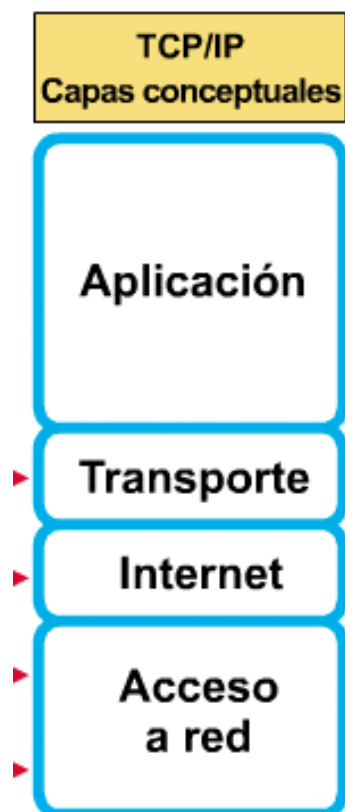 TCP/IP
Capas conceptuales
Aplicación
Transporte
Internet
Acceso
a red